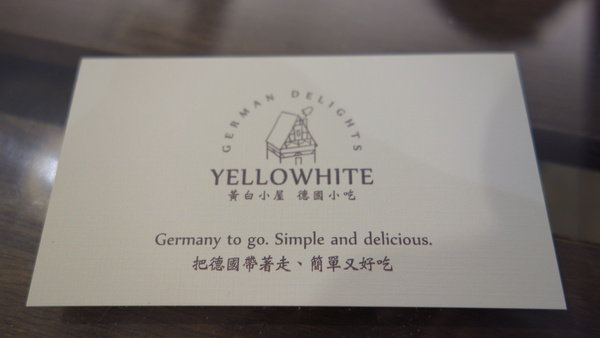 GERMAN DELIGHTS
YELLOWHITE
黃白小屋 德國小吃
Germany to go. Simple and delicious.
把德國帶著走、簡單又好吃